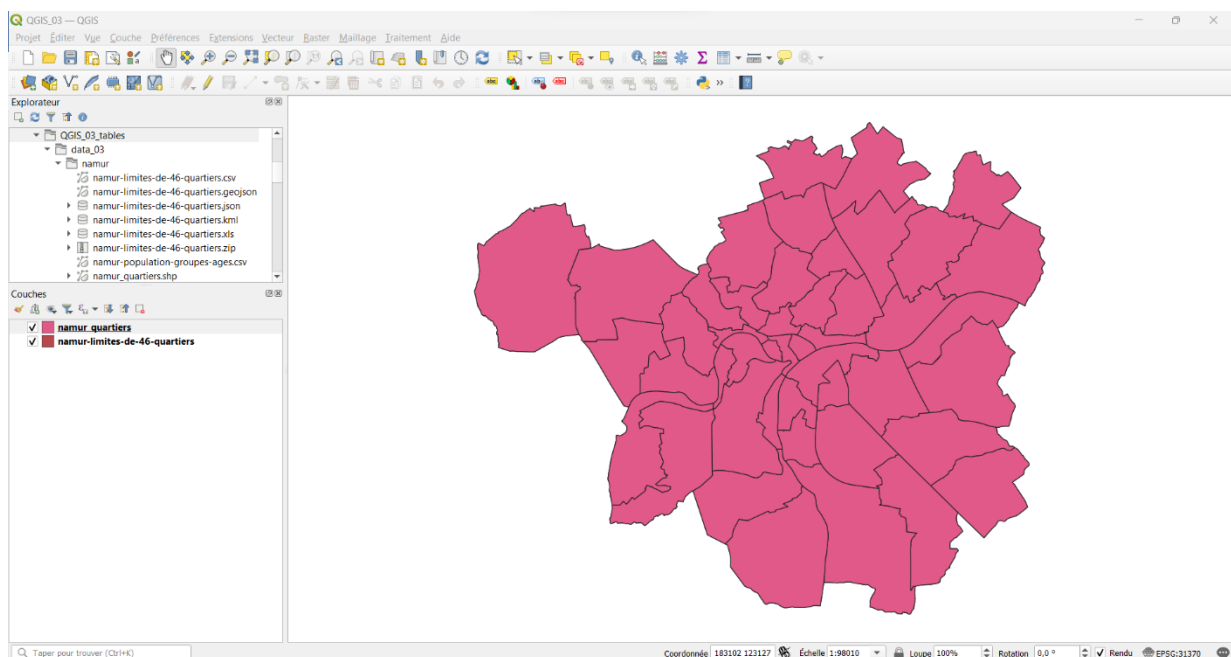 QGIS_03 — QGIS
Projet Éditer Vue Couche Préférences Extensions Vecteur Raster Maillage Traitement Aide
Explorateur
QGIS_03_tables
data_03
namur
namur-limites-de-46-quartiers.csv
namur-limites-de-46-quartiers.geojson
namur-limites-de-46-quartiers.json
namur-limites-de-46-quartiers.kml
namur-limites-de-46-quartiers.xls
namur-limites-de-46-quartiers.zip
namur-population-groupes-ages.csv
namur_quartiers.shp
Couches
namur_quartiers
namur-limites-de-46-quartiers
Taper pour trouver (Ctrl+K) Coordonnée 183102 123127 Échelle 1:98010 Loupe 100% Rotation 0,0 ° Rendu EPSG:31370